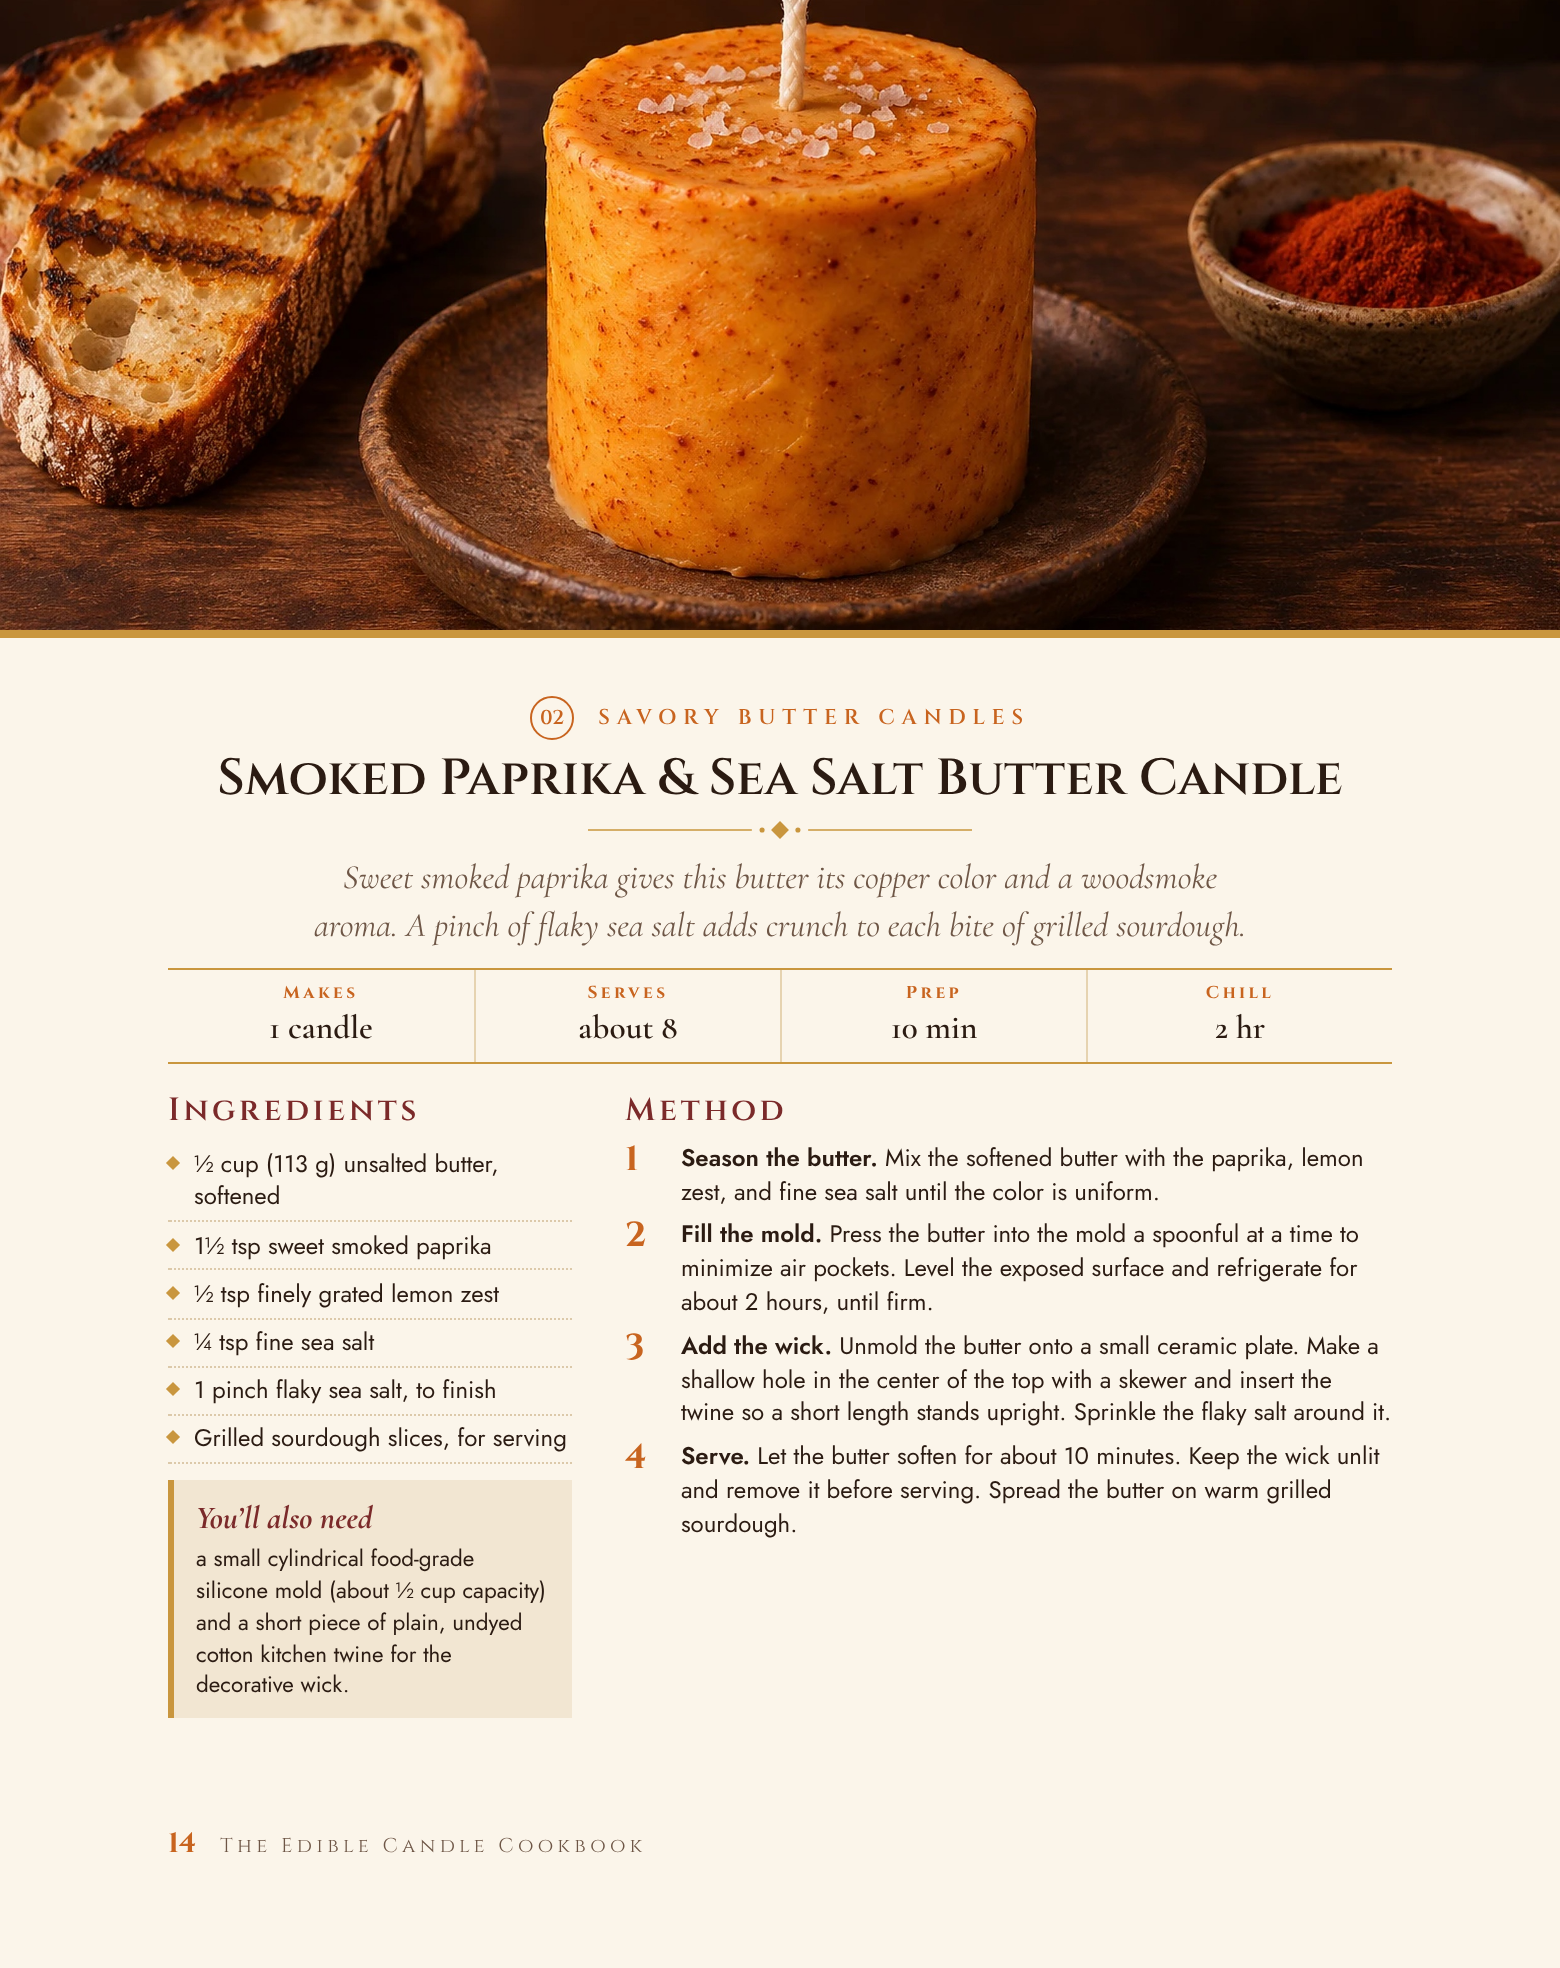 02 SAVORY BUTTER CANDLES
Smoked Paprika & Sea Salt Butter Candle
Sweet smoked paprika gives this butter its copper color and a woodsmoke
aroma. A pinch of flaky sea salt adds crunch to each bite of grilled sourdough.
Makes
1 candle
Serves
about 8
Prep
10 min
Chill
2 hr
Ingredients
½ cup (113 g) unsalted butter,
softened
1½ tsp sweet smoked paprika
½ tsp finely grated lemon zest
¼ tsp fine sea salt
1 pinch flaky sea salt, to finish
Grilled sourdough slices, for serving
You’ll also need
a small cylindrical food-grade
silicone mold (about ½ cup capacity)
and a short piece of plain, undyed
cotton kitchen twine for the
decorative wick.
Method
1 Season the butter. Mix the softened butter with the paprika, lemon
zest, and fine sea salt until the color is uniform.
2 Fill the mold. Press the butter into the mold a spoonful at a time to
minimize air pockets. Level the exposed surface and refrigerate for
about 2 hours, until firm.
3 Add the wick. Unmold the butter onto a small ceramic plate. Make a
shallow hole in the center of the top with a skewer and insert the
twine so a short length stands upright. Sprinkle the flaky salt around it.
4 Serve. Let the butter soften for about 10 minutes. Keep the wick unlit
and remove it before serving. Spread the butter on warm grilled
sourdough.
14 The Edible Candle Cookbook